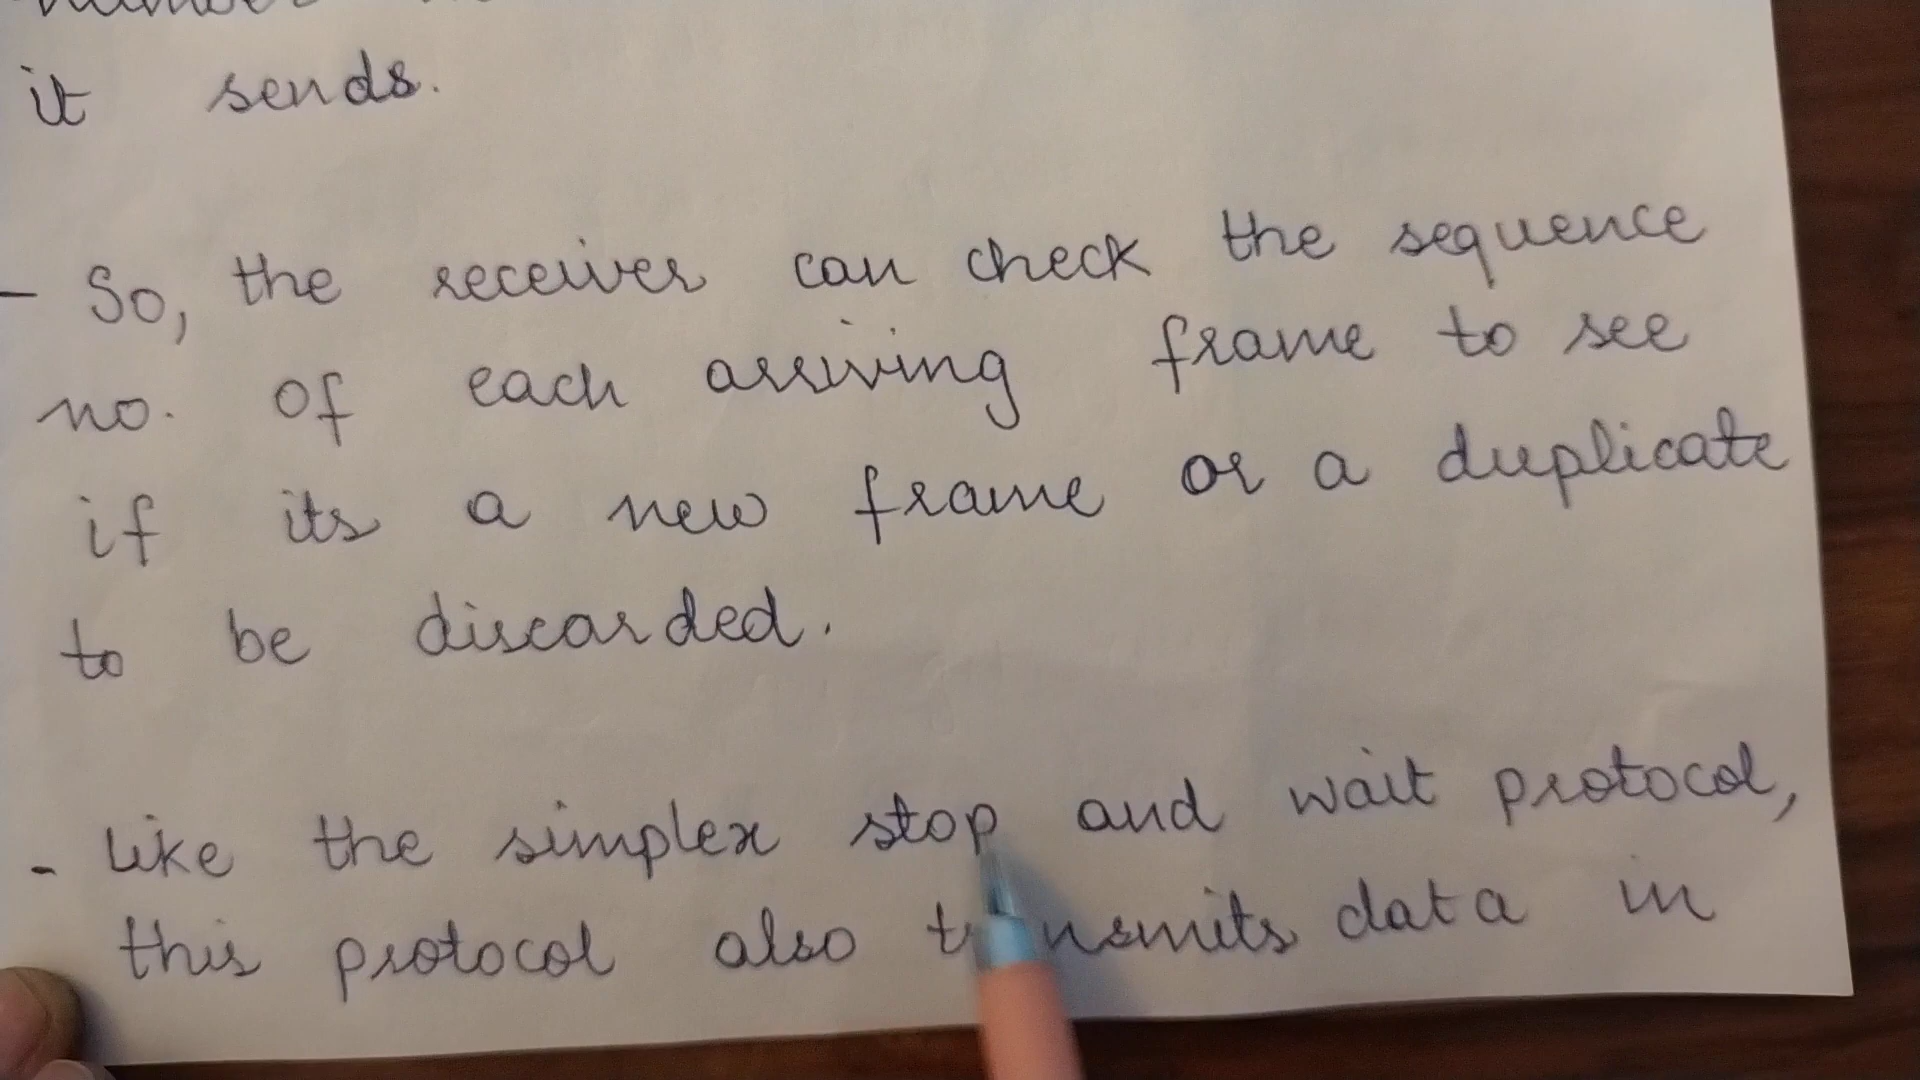 it sends.
- So, the receiver can check the sequence
no. of each arriving frame to see
if its a new frame or a duplicate
to be discarded.
- Like the simplex stop and wait protocol,
this protocol also data in